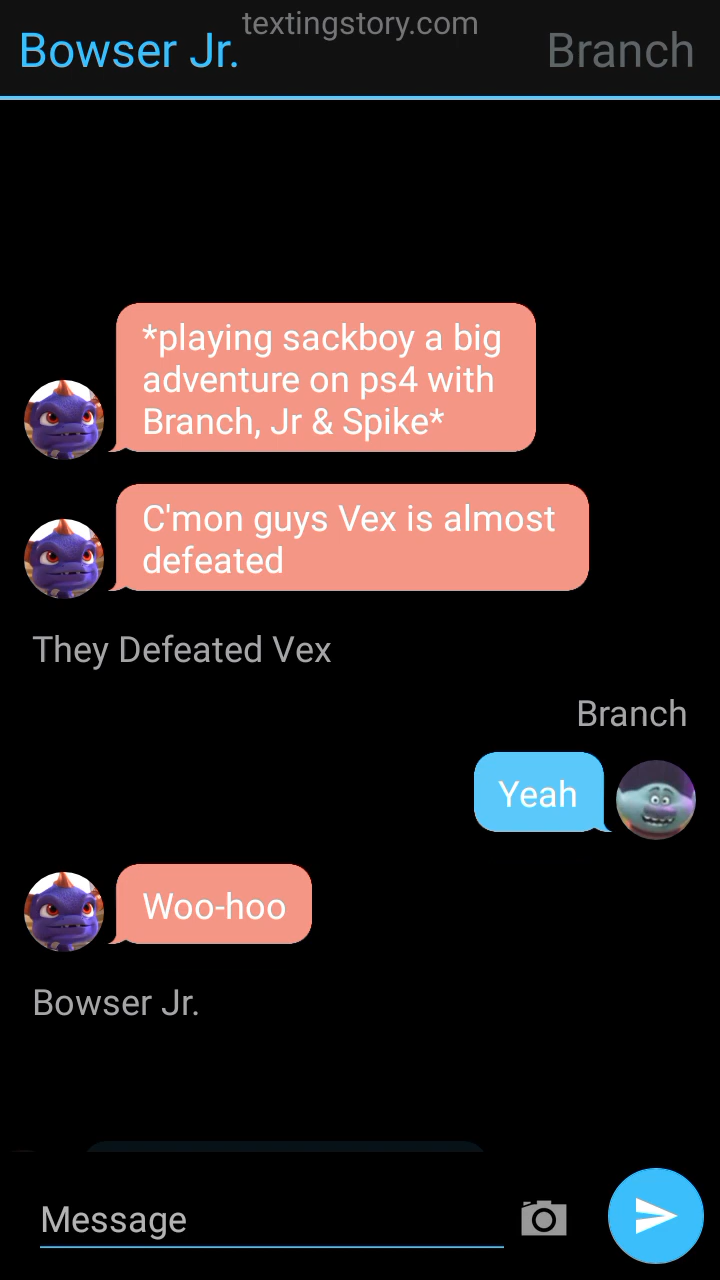 textingstory.com
Bowser Jr.
Branch
*playing sackboy a big
adventure on ps4 with
Branch, Jr & Spike*
C'mon guys Vex is almost
defeated
They Defeated Vex
Branch
Yeah
Woo-hoo
Bowser Jr.
Message